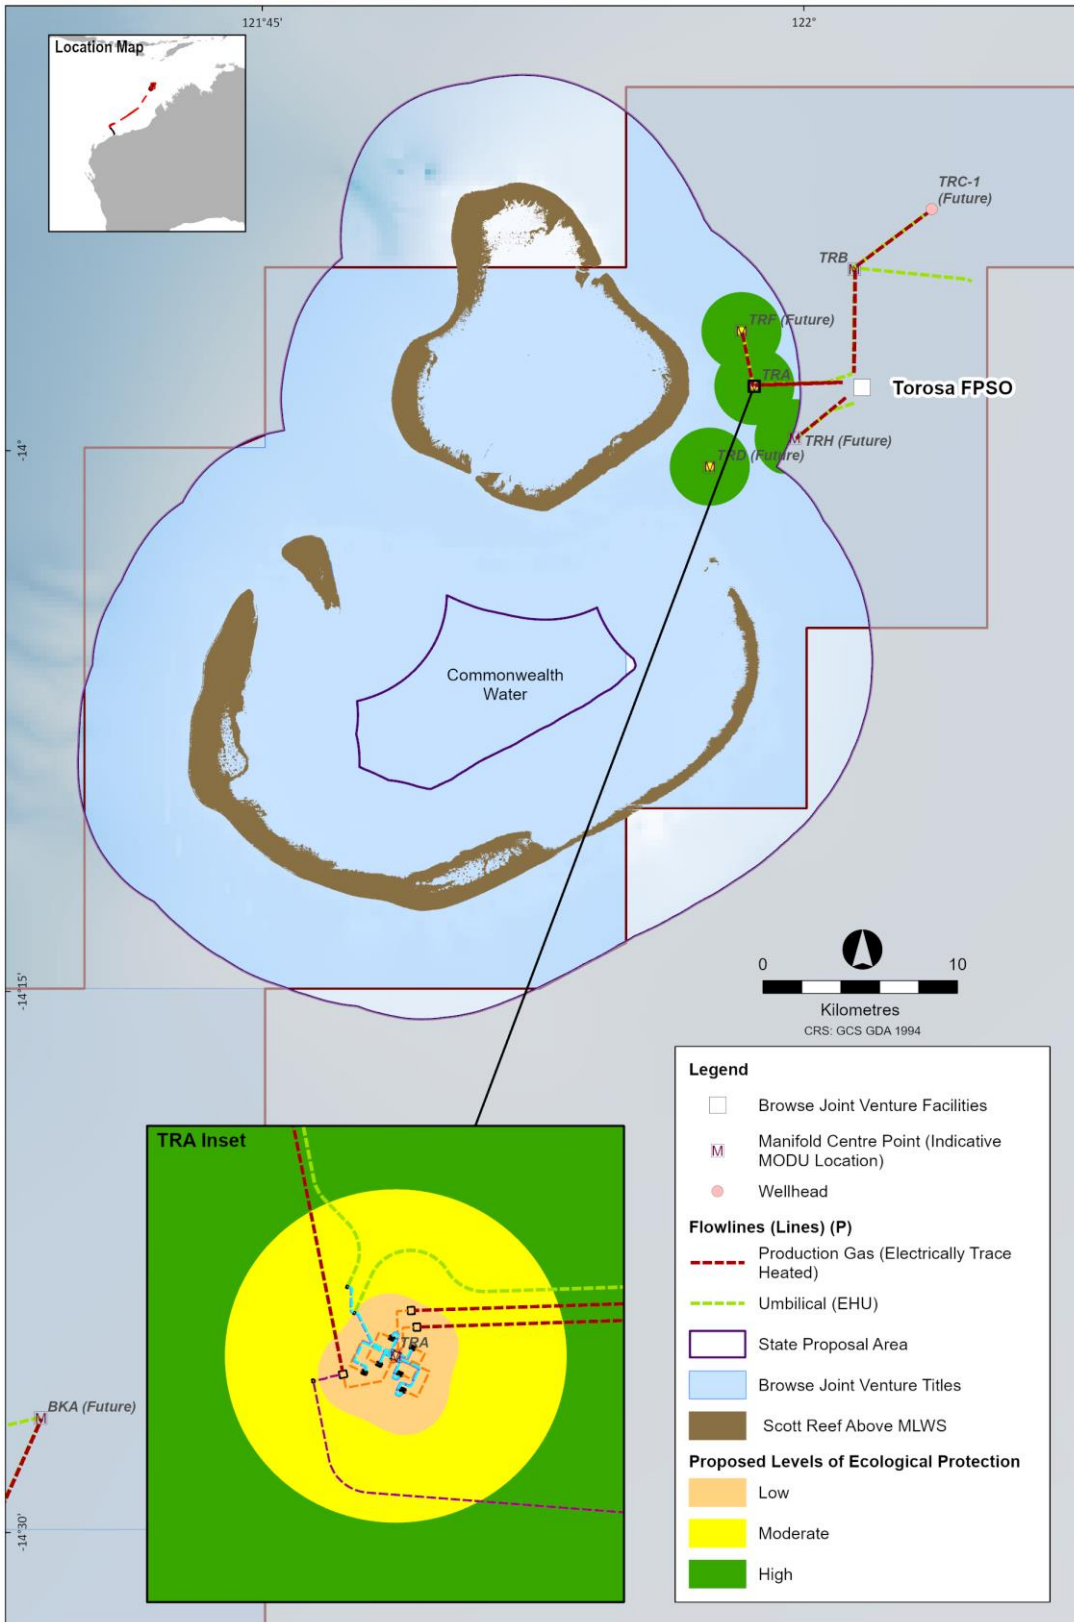 121°45'
122°
Location Map
TRC-1
(Future)
TRB
TRF (Future)
TRA
Torosa FPSO
TRH (Future)
TRD (Future)
-14°
Commonwealth
Water
-14°15'
0 10
Kilometres
CRS: GCS GDA 1994
Legend
Browse Joint Venture Facilities
M
Manifold Centre Point (Indicative
MODU Location)
Wellhead
Flowlines (Lines) (P)
Production Gas (Electrically Trace
Heated)
Umbilical (EHU)
State Proposal Area
Browse Joint Venture Titles
Scott Reef Above MLWS
Proposed Levels of Ecological Protection
Low
Moderate
High
TRA Inset
TRA
BKA (Future)
M
-14°30'